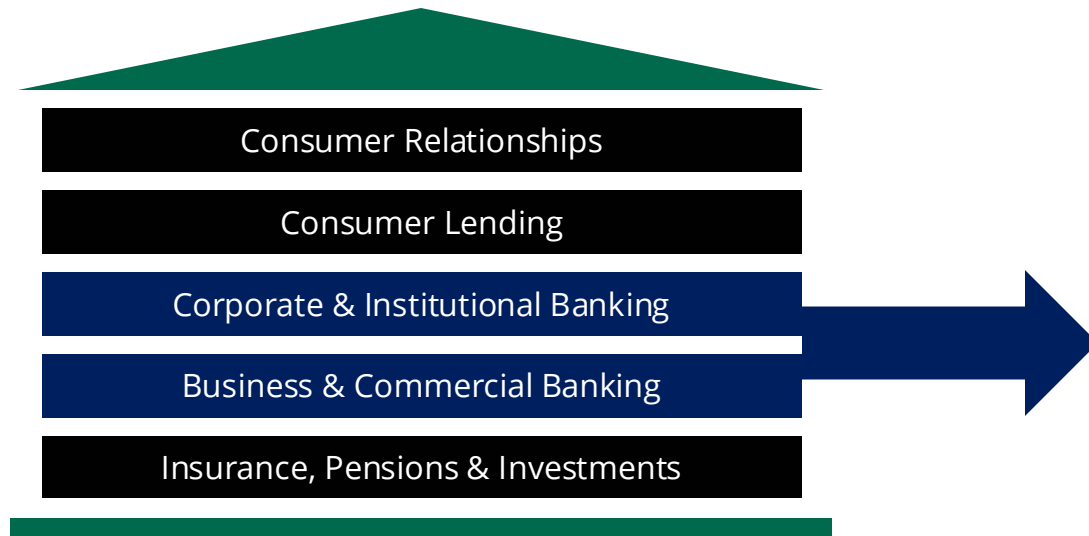 Consumer Relationships
Consumer Lending
Corporate & Institutional Banking
Business & Commercial Banking
Insurance, Pensions & Investments